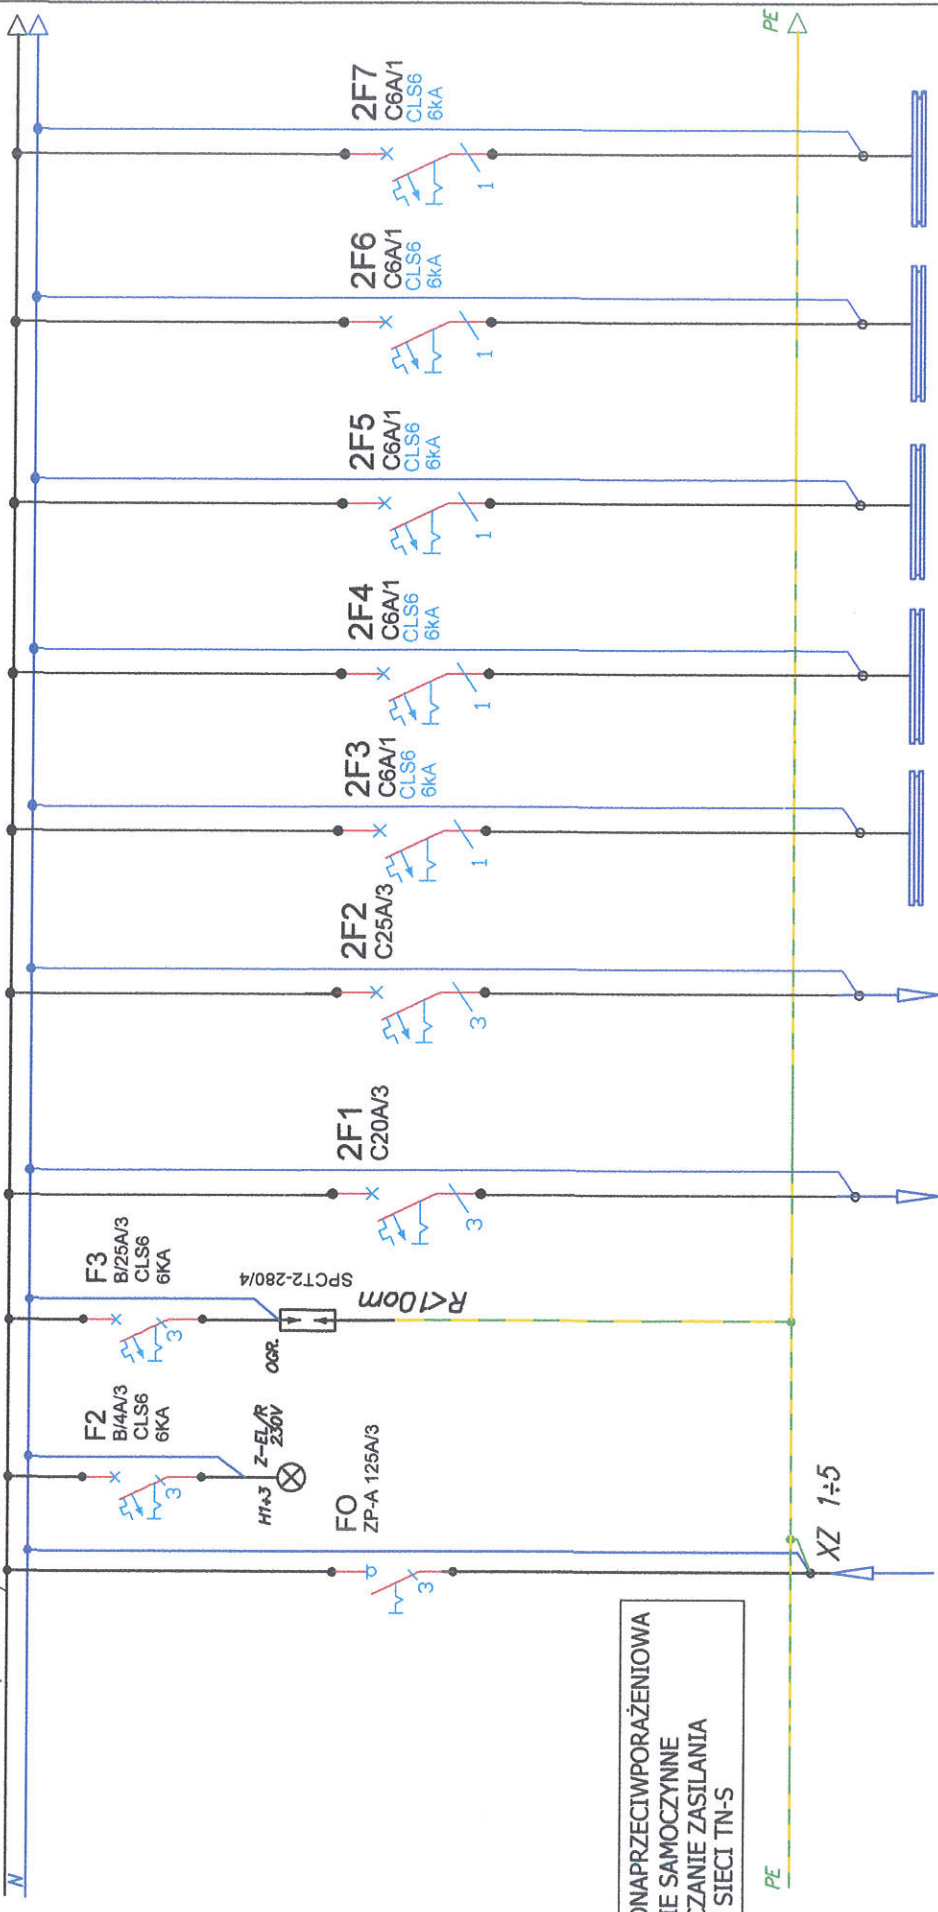 N
FO
ZP-A 125A/3
XZ 1÷5
F2
B/4A/3
CLS6
6KA
H1÷3
Z-EL/R
230V
F3
B/25A/3
CLS6
6KA
OGR.
SPCT2-280/4
R<10om
2F1
C20A/3
2F2
C25A/3
2F3
C6A/1
CLS6
6kA
2F4
C6A/1
CLS6
6kA
2F5
C6A/1
CLS6
6kA
2F6
C6A/1
CLS6
6kA
2F7
C6A/1
CLS6
6kA
3
3
3
3
3
1
1
1
1
1
PE
PE
ONAPRZECIWPORAŻENIOWA
IE SAMOCZYNNE
CZANIE ZASILANIA
SIECI TN-S